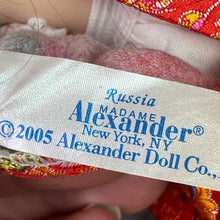 Russia
MADAME
Alexander®
New York, NY
©2005 Alexander Doll Co.,